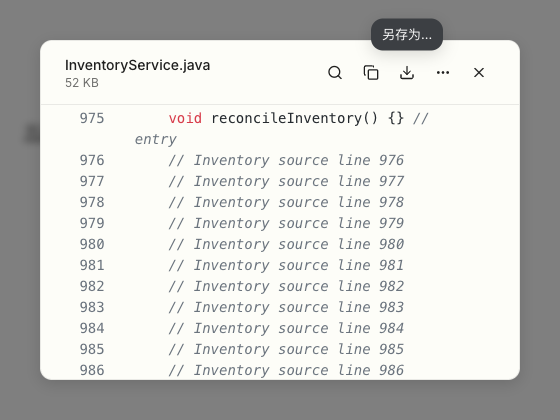 另存为...
InventoryService.java
52 KB
975 void reconcileInventory() {} //
entry
976 // Inventory source line 976
977 // Inventory source line 977
978 // Inventory source line 978
979 // Inventory source line 979
980 // Inventory source line 980
981 // Inventory source line 981
982 // Inventory source line 982
983 // Inventory source line 983
984 // Inventory source line 984
985 // Inventory source line 985
986 // Inventory source line 986